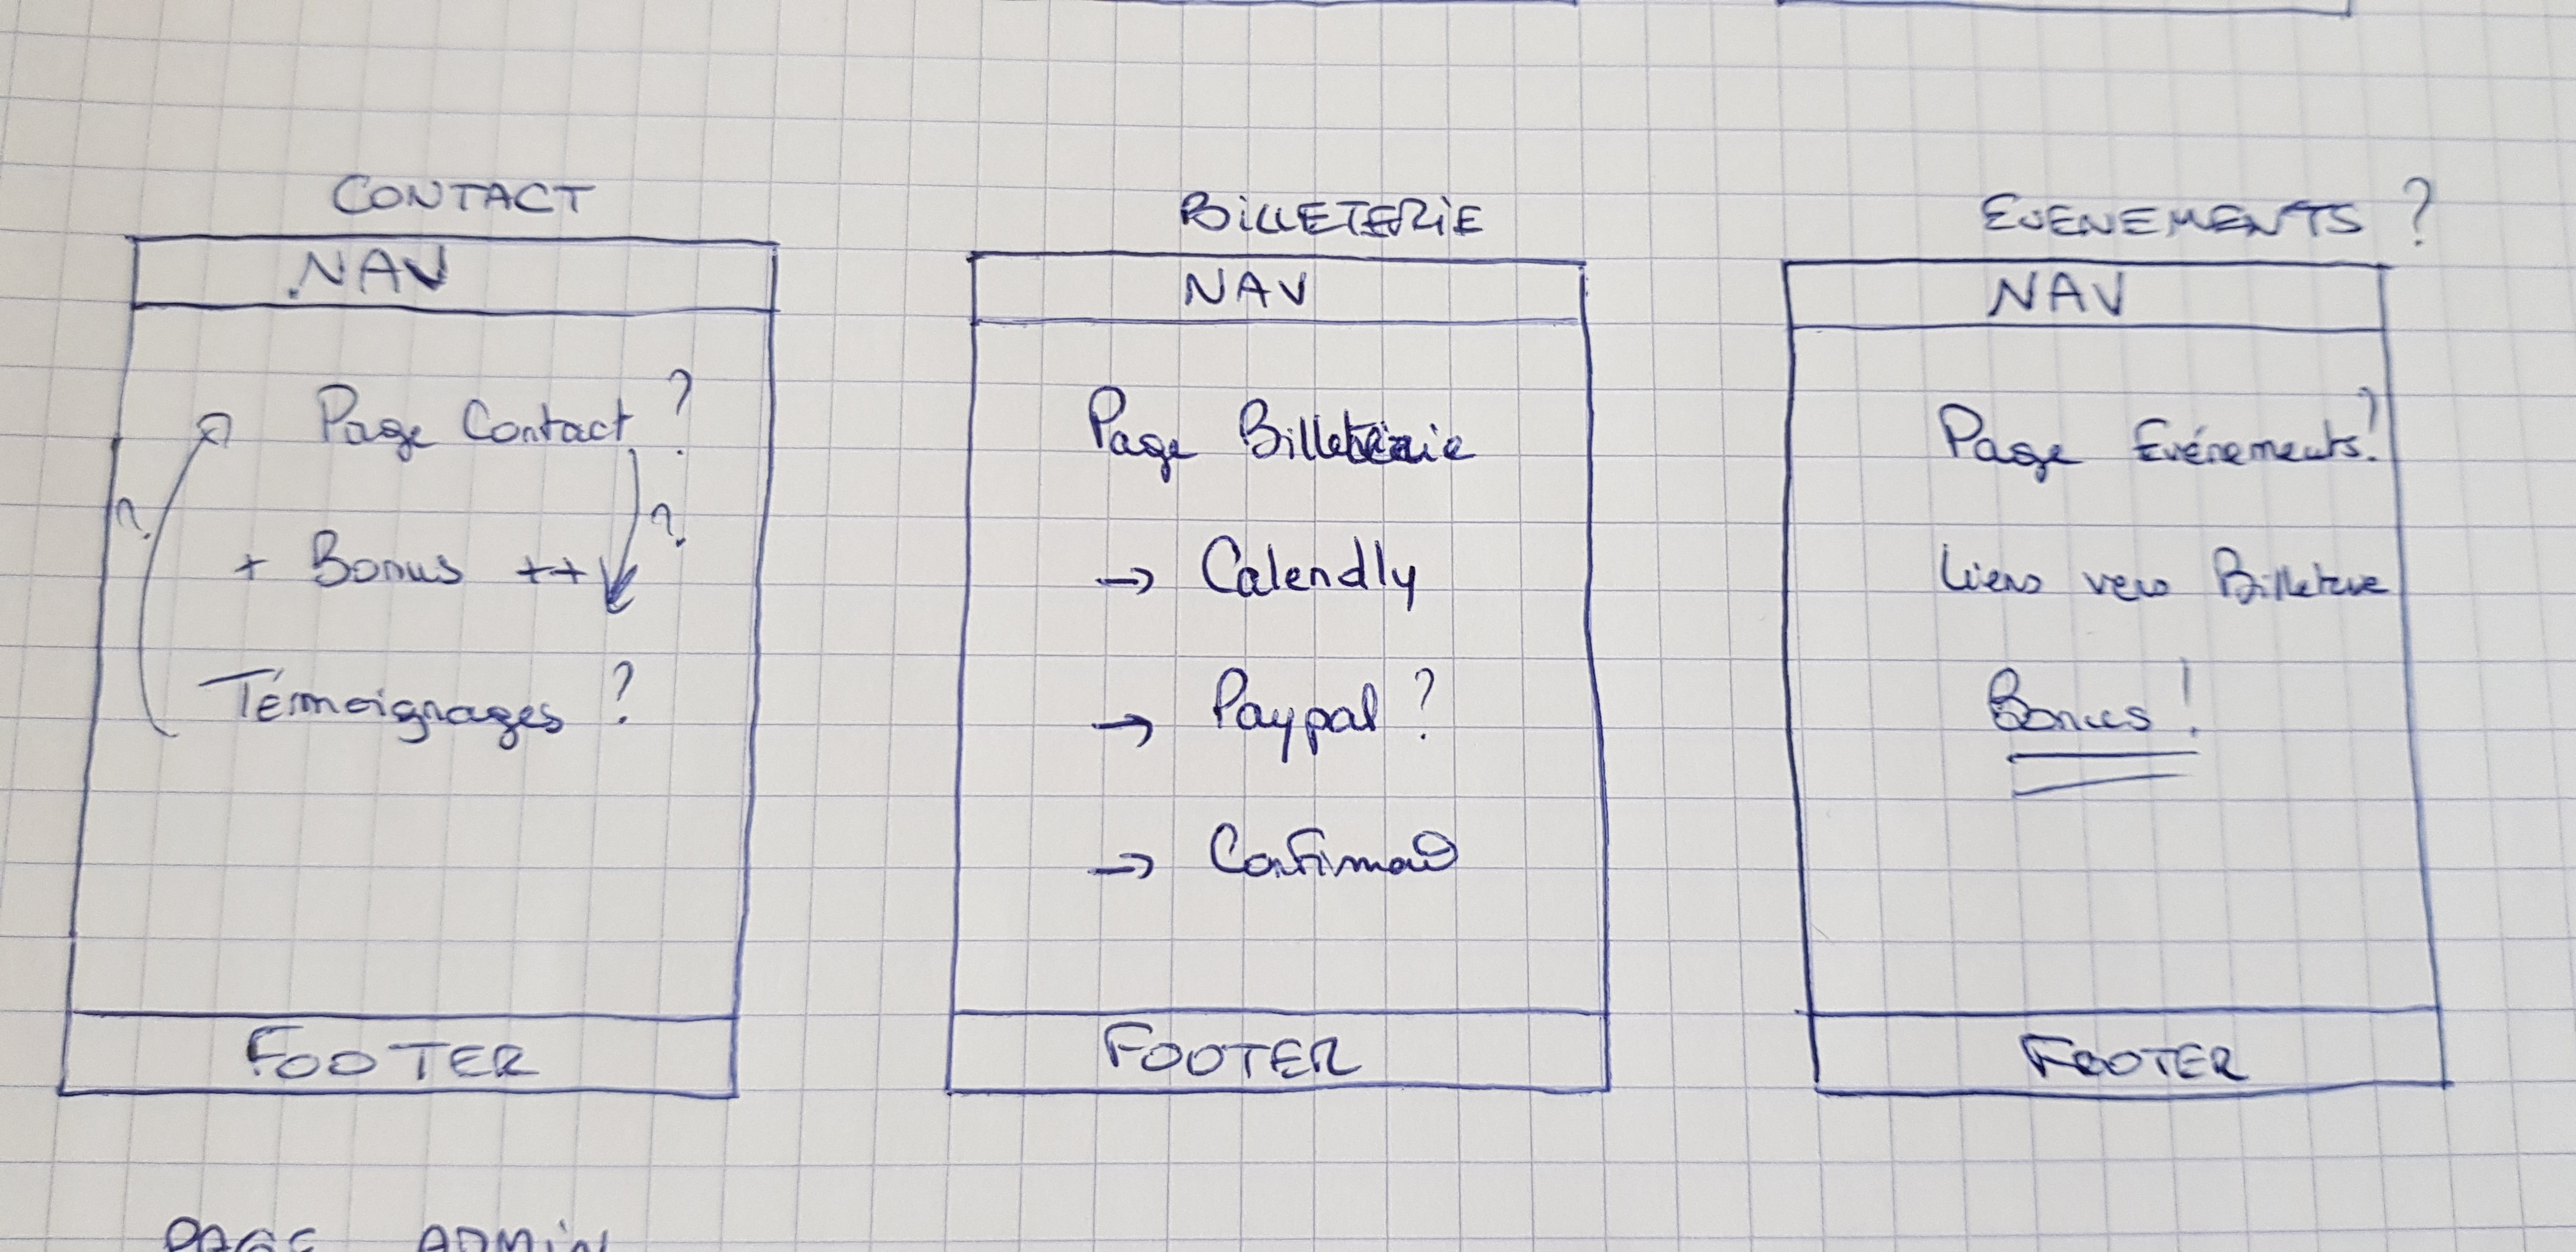 CONTACT
NAV
Page Contact ?
?
?
+ Bonus ++
Témoignages ?
FOOTER
BILLETERIE
NAV
Page Billeterie
→ Calendly
→ Paypal ?
→ Confirmat°
FOOTER
EVENEMENTS ?
NAV
Page Evénements ?
Liens vers Billeterie
Bonus !
FOOTER
PAGE ADMIN